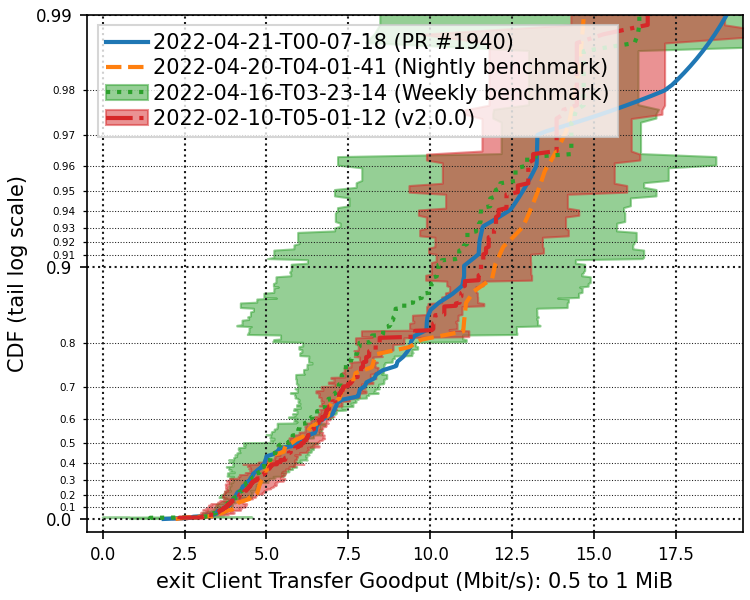 0.99
2022-04-21-T00-07-18 (PR #1940)
2022-04-20-T04-01-41 (Nightly benchmark)
2022-04-16-T03-23-14 (Weekly benchmark)
2022-02-10-T05-01-12 (v2.0.0)
0.98
0.97
0.96
0.95
0.94
0.93
0.92
0.91
0.9
0.8
0.7
0.6
0.5
0.4
0.3
0.2
0.1
0.0
CDF (tail log scale)
0.0 2.5 5.0 7.5 10.0 12.5 15.0 17.5
exit Client Transfer Goodput (Mbit/s): 0.5 to 1 MiB